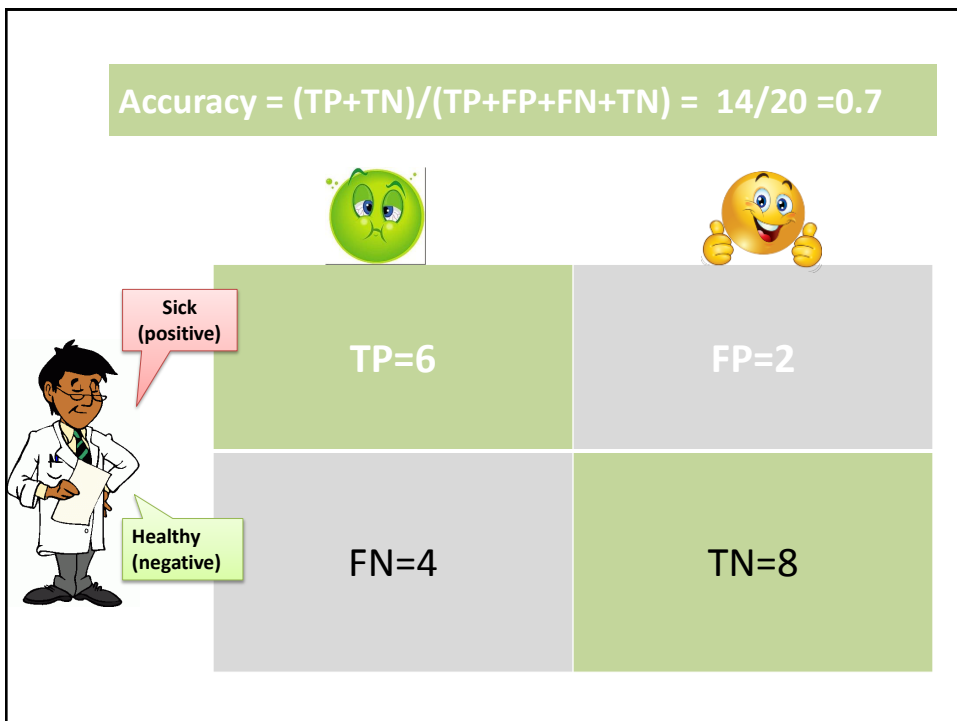 Accuracy = (TP+TN)/(TP+FP+FN+TN) = 14/20 =0.7
Sick
(positive)
TP=6
FP=2
Healthy
(negative)
FN=4
TN=8